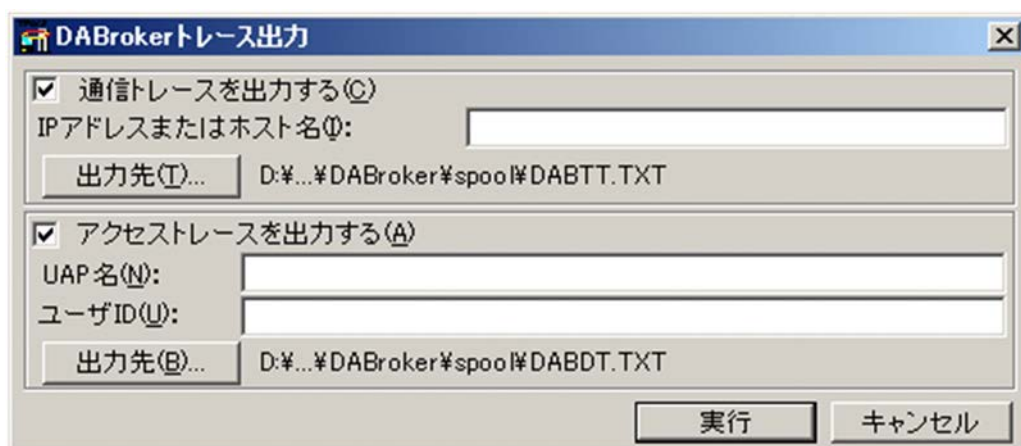 DABrokerトレース出力
通信トレースを出力する(C)
IPアドレスまたはホスト名(I):
出力先(T)... D:¥...¥DABroker¥spool¥DABTT.TXT
アクセストレースを出力する(A)
UAP名(N):
ユーザID(U):
出力先(B)... D:¥...¥DABroker¥spool¥DABDT.TXT
実行 キャンセル